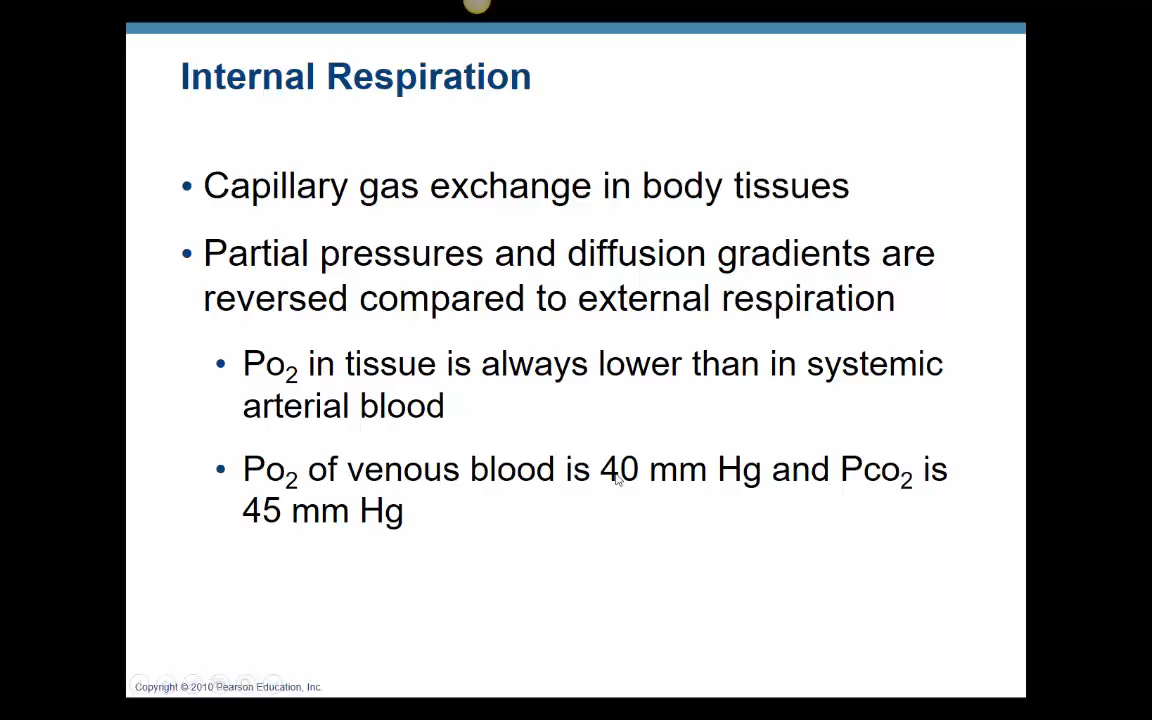 Internal Respiration
• Capillary gas exchange in body tissues
• Partial pressures and diffusion gradients are
reversed compared to external respiration
• Po₂ in tissue is always lower than in systemic
arterial blood
• Po₂ of venous blood is 40 mm Hg and Pco₂ is
45 mm Hg
Copyright © 2010 Pearson Education, Inc.